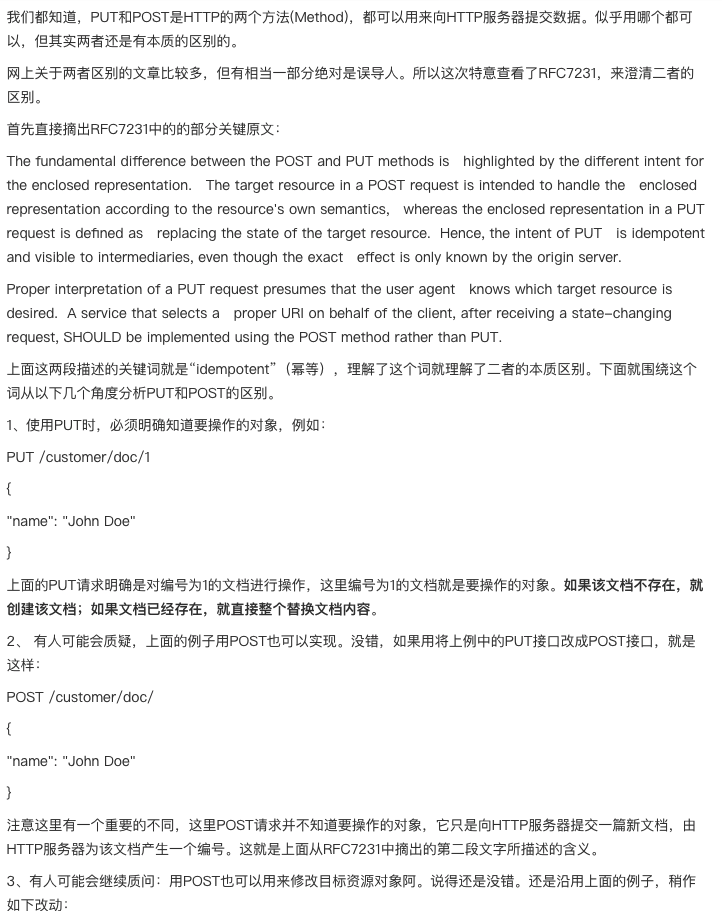 我们都知道，PUT和POST是HTTP的两个方法(Method)，都可以用来向HTTP服务器提交数据。似乎用哪个都可
以，但其实两者还是有本质的区别的。
网上关于两者区别的文章比较多，但有相当一部分绝对是误导人。所以这次特意查看了RFC7231，来澄清二者的
区别。
首先直接摘出RFC7231中的的部分关键原文：
The fundamental difference between the POST and PUT methods is highlighted by the different intent for
the enclosed representation. The target resource in a POST request is intended to handle the enclosed
representation according to the resource's own semantics, whereas the enclosed representation in a PUT
request is defined as replacing the state of the target resource. Hence, the intent of PUT is idempotent
and visible to intermediaries, even though the exact effect is only known by the origin server.
Proper interpretation of a PUT request presumes that the user agent knows which target resource is
desired. A service that selects a proper URI on behalf of the client, after receiving a state-changing
request, SHOULD be implemented using the POST method rather than PUT.
上面这两段描述的关键词就是“idempotent”（幂等），理解了这个词就理解了二者的本质区别。下面就围绕这个
词从以下几个角度分析PUT和POST的区别。
1、使用PUT时，必须明确知道要操作的对象，例如：
PUT /customer/doc/1
{
"name": "John Doe"
}
上面的PUT请求明确是对编号为1的文档进行操作，这里编号为1的文档就是要操作的对象。如果该文档不存在，就
创建该文档；如果文档已经存在，就直接整个替换文档内容。
2、 有人可能会质疑，上面的例子用POST也可以实现。没错，如果用将上例中的PUT接口改成POST接口，就是
这样：
POST /customer/doc/
{
"name": "John Doe"
}
注意这里有一个重要的不同，这里POST请求并不知道要操作的对象，它只是向HTTP服务器提交一篇新文档，由
HTTP服务器为该文档产生一个编号。这就是上面从RFC7231中摘出的第二段文字所描述的含义。
3、有人可能会继续质问：用POST也可以用来修改目标资源对象阿。说得还是没错。还是沿用上面的例子，稍作
如下改动：